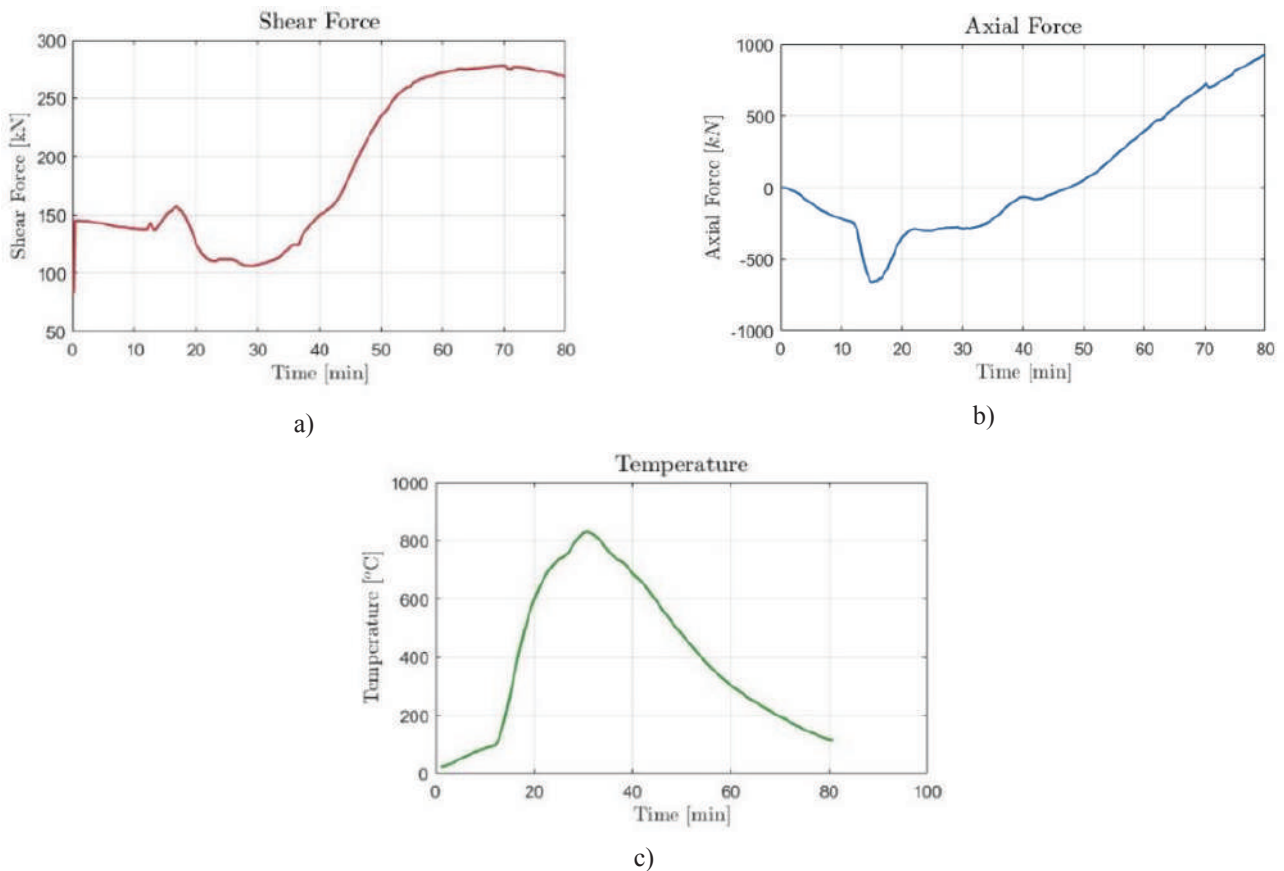 Shear Force
300
250
200
150
100
50
Shear Force [kN]
0 10 20 30 40 50 60 70 80
Time [min]
a)
Axial Force
1000
500
0
-500
-1000
Axial Force [kN]
0 10 20 30 40 50 60 70 80
Time [min]
b)
Temperature
1000
800
600
400
200
0
Temperature [°C]
0 20 40 60 80 100
Time [min]
c)